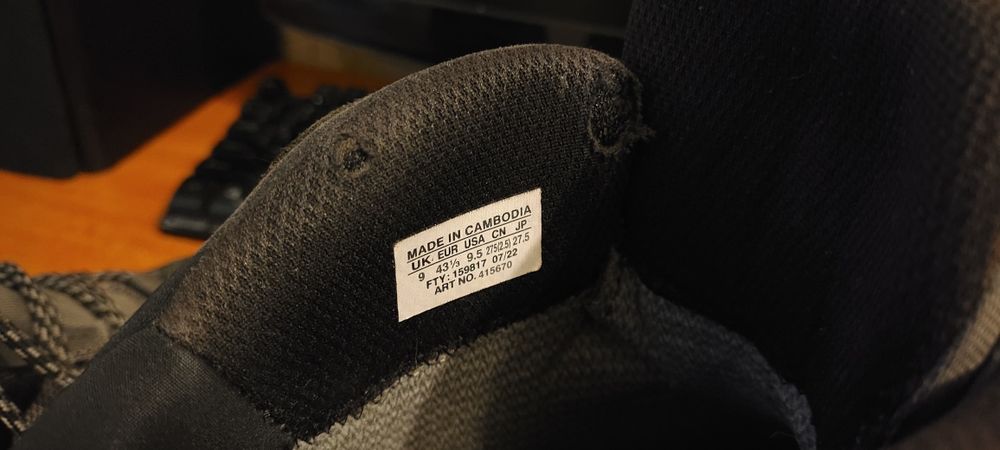 MADE IN CAMBODIA
UK EUR USA CN JP
9 43⅓ 9.5 275(2.5) 27.5
FTY: 159817 07/22
ART NO. 415670